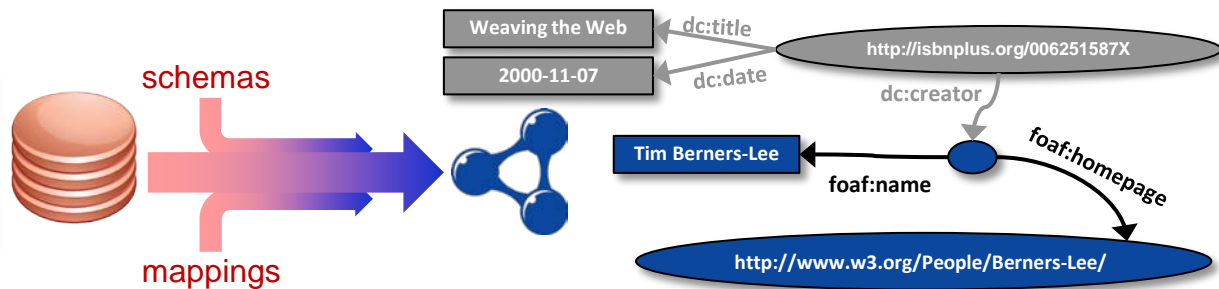 Weaving the Web
dc:title
http://isbnplus.org/006251587X
schemas
2000-11-07
dc:date
dc:creator
Tim Berners-Lee
foaf:name
foaf:homepage
mappings
http://www.w3.org/People/Berners-Lee/